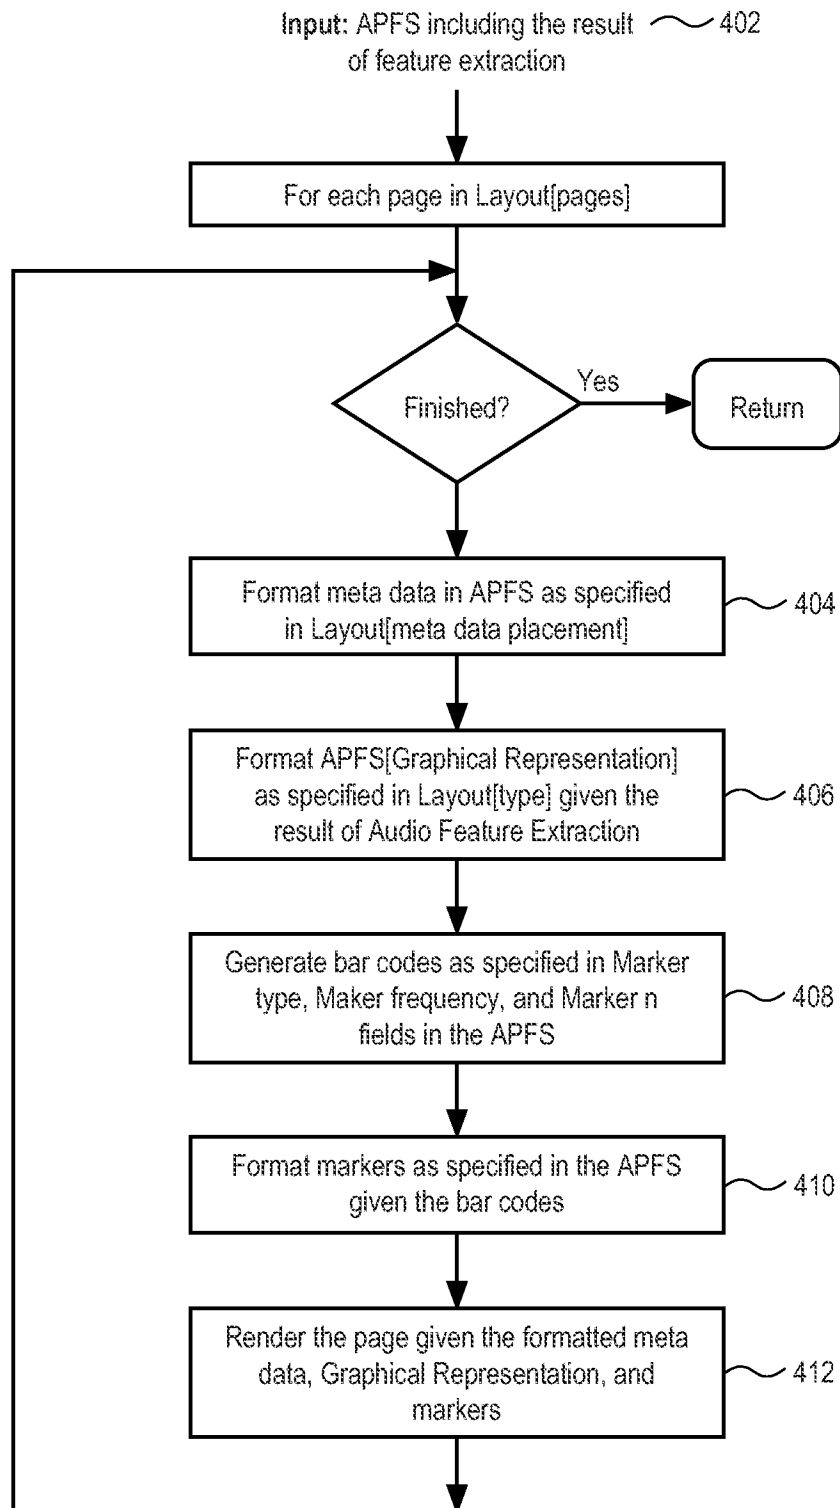 Input: APFS including the result 402
of feature extraction
For each page in Layout[pages]
Finished?
Yes
Return
Format meta data in APFS as specified
in Layout[meta data placement]
404
Format APFS[Graphical Representation]
as specified in Layout[type] given the
result of Audio Feature Extraction
406
Generate bar codes as specified in Marker
type, Maker frequency, and Marker n
fields in the APFS
408
Format markers as specified in the APFS
given the bar codes
410
Render the page given the formatted meta
data, Graphical Representation, and
markers
412